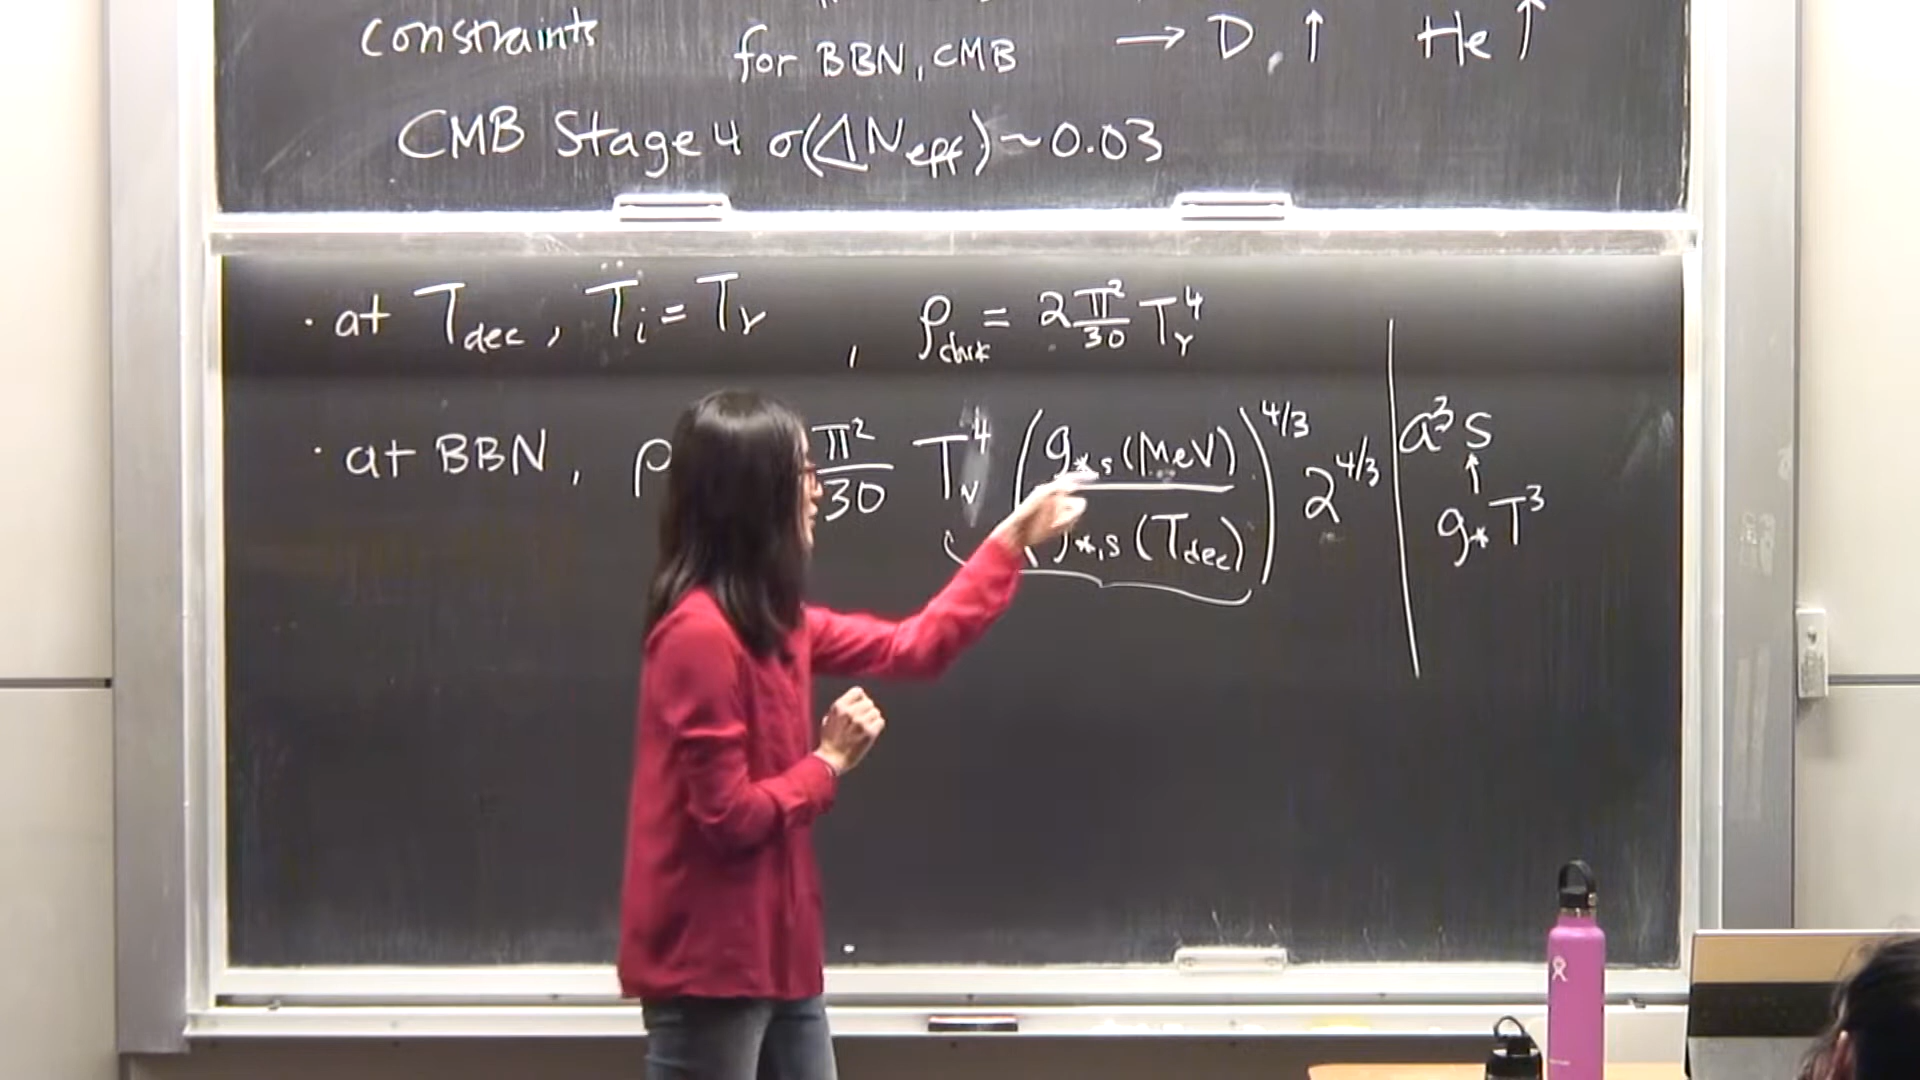 constraints for BBN, CMB → D, ↑ He ↑
CMB Stage 4 σ(ΔN_eff) ~ 0.03
· at T_dec, T_i = T_γ , ρ_dark = 2 π²/30 T_γ⁴
· at BBN, ρ π²/30 T_ν⁴ (g_*,s (MeV) / g_*,s (T_dec))^4/3 2^4/3
a³ s
↑
g_* T³